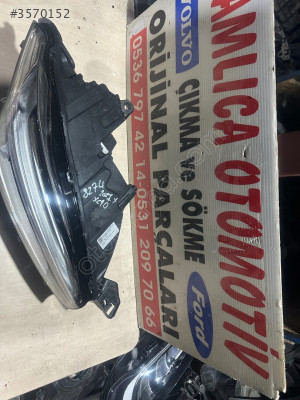 #3570152
ÇAMLICA OTOMOTİV
VOLVO
ÇIKMA ve SÖKME
Ford
ORİJİNAL PARÇALARI
0536 797 42 14-0531 209 70 66